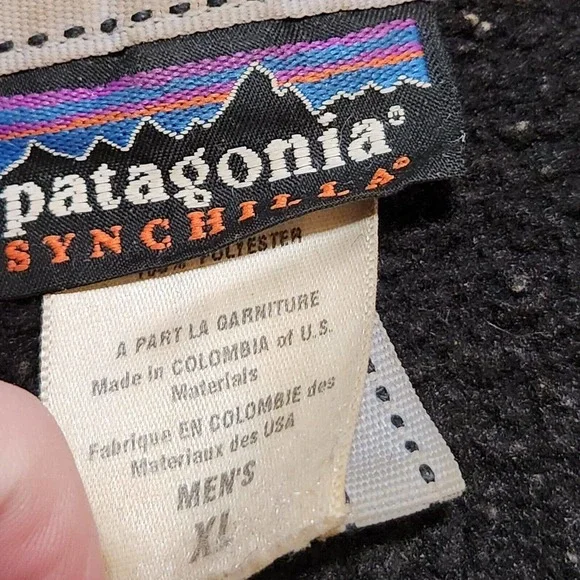 patagonia®
SYNCHILLA®
100% POLYESTER
A PART LA GARNITURE
Made in COLOMBIA of U.S.
Materials
Fabrique EN COLOMBIE des
Materiaux des USA
MEN'S
XL